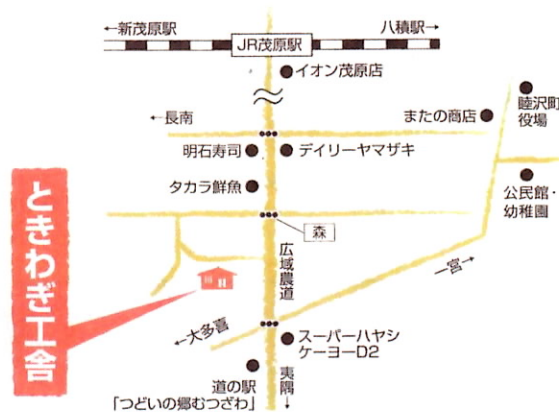 ←新茂原駅
八積駅→
JR茂原駅
イオン茂原店
睦沢町
役場
またの商店
←長南
明石寿司
デイリーヤマザキ
タカラ鮮魚
公民館・
幼稚園
森
ときわぎ工舎
広域農道
一宮→
←大多喜
スーパーハヤシ
ケーヨーD2
道の駅
「つどいの郷むつざわ」
夷隅→